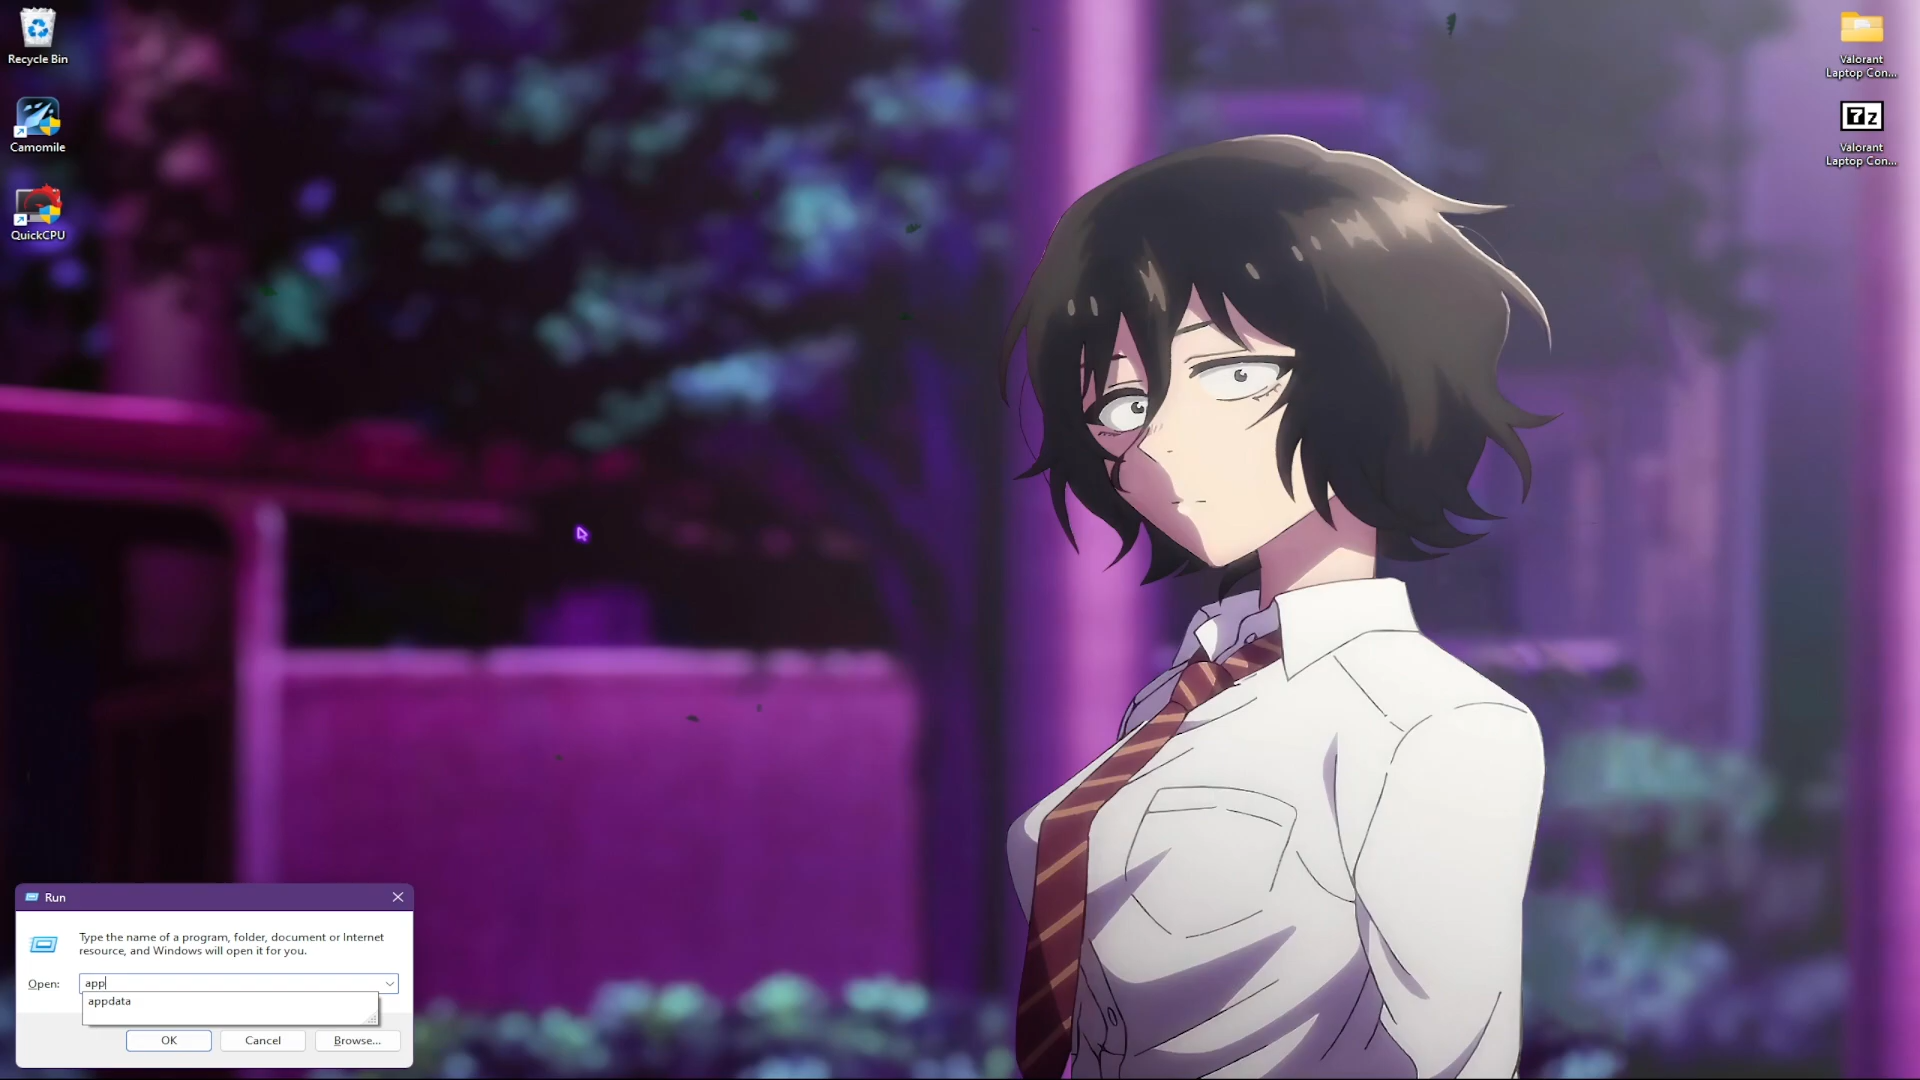 Recycle Bin
Camomile
QuickCPU
Valorant
Laptop Con...
7z
Valorant
Laptop Con...
Run
Type the name of a program, folder, document or Internet
resource, and Windows will open it for you.
Open:
app
appdata
OK
Cancel
Browse...